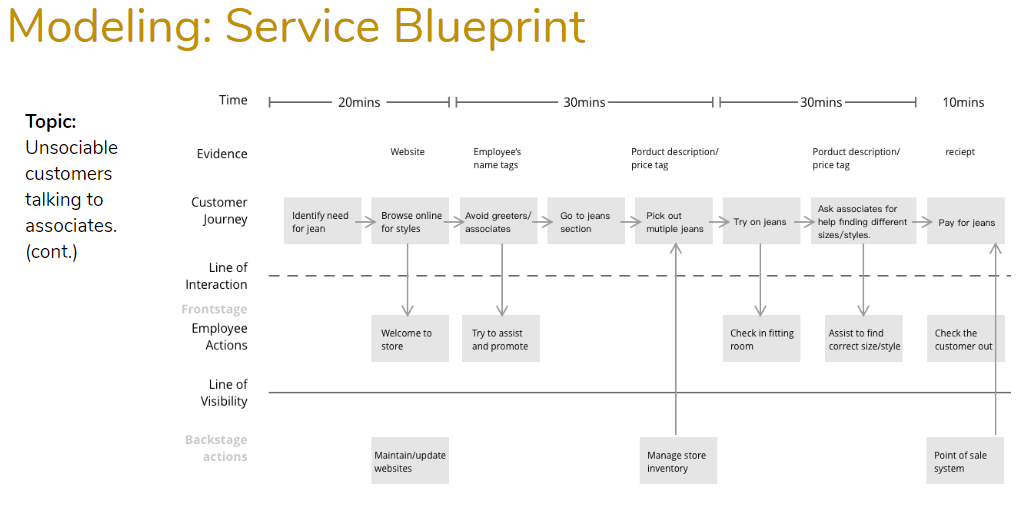 Modeling: Service Blueprint
Topic:
Unsociable
customers
talking to
associates.
(cont.)
Time
20mins
30mins
30mins
10mins
Evidence
Website
Employee's
name tags
Porduct description/
price tag
Porduct description/
price tag
reciept
Customer
Journey
Identify need
for jean
Browse online
for styles
Avoid greeters/
associates
Go to jeans
section
Pick out
mutiple jeans
Try on jeans
Ask associates for
help finding different
sizes/styles.
Pay for jeans
Line of
Interaction
Frontstage
Employee
Actions
Welcome to
store
Try to assist
and promote
Check in fitting
room
Assist to find
correct size/style
Check the
customer out
Line of
Visibility
Backstage
actions
Maintain/update
websites
Manage store
inventory
Point of sale
system